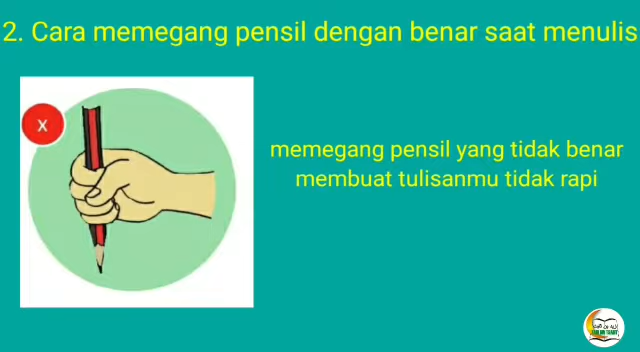 2. Cara memegang pensil dengan benar saat menulis
x
memegang pensil yang tidak benar
membuat tulisanmu tidak rapi